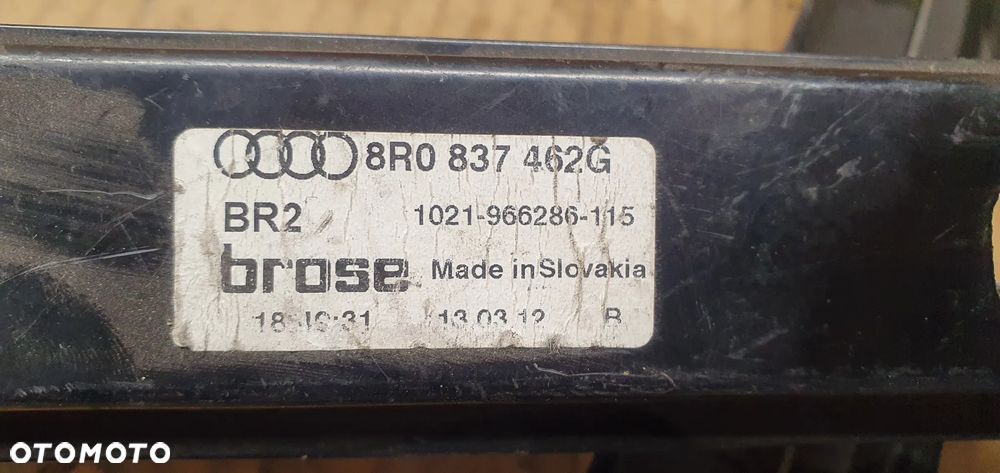 8R0 837 462G
BR2 1021-966286-115
brose Made in Slovakia
13.03.12 B
OTOMOTO